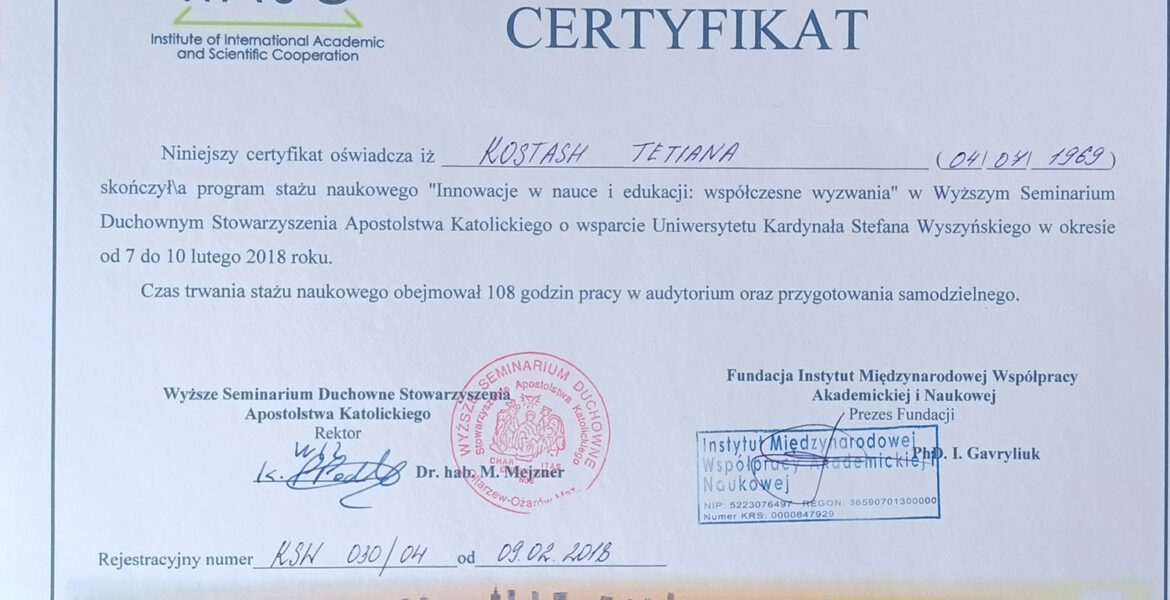 Institute of International Academic
and Scientific Cooperation
CERTYFIKAT
Niniejszy certyfikat oświadcza iż KOSTASH TETIANA (04/07/1969)
skończył\a program stażu naukowego "Innowacje w nauce i edukacji: współczesne wyzwania" w Wyższym Seminarium
Duchownym Stowarzyszenia Apostolstwa Katolickiego o wsparcie Uniwersytetu Kardynała Stefana Wyszyńskiego w okresie
od 7 do 10 lutego 2018 roku.
Czas trwania stażu naukowego obejmował 108 godzin pracy w audytorium oraz przygotowania samodzielnego.
Wyższe Seminarium Duchowne Stowarzyszenia
Apostolstwa Katolickiego
Rektor
Dr. hab. M. Mejzner
WYŻSZE SEMINARIUM DUCHOWNE
Stowarzyszenie Apostolstwa Katolickiego
Fundacja Instytut Międzynarodowej Współpracy
Akademickiej i Naukowej
Prezes Fundacji
PhD. I. Gavryliuk
Instytut Międzynarodowej
Współpracy Akademickiej i
Naukowej
NIP: 5223076497 REGON: 36590701300000
Numer KRS: 0000647929
Rejestracyjny numer KSW 030/04 od 09.02.2018